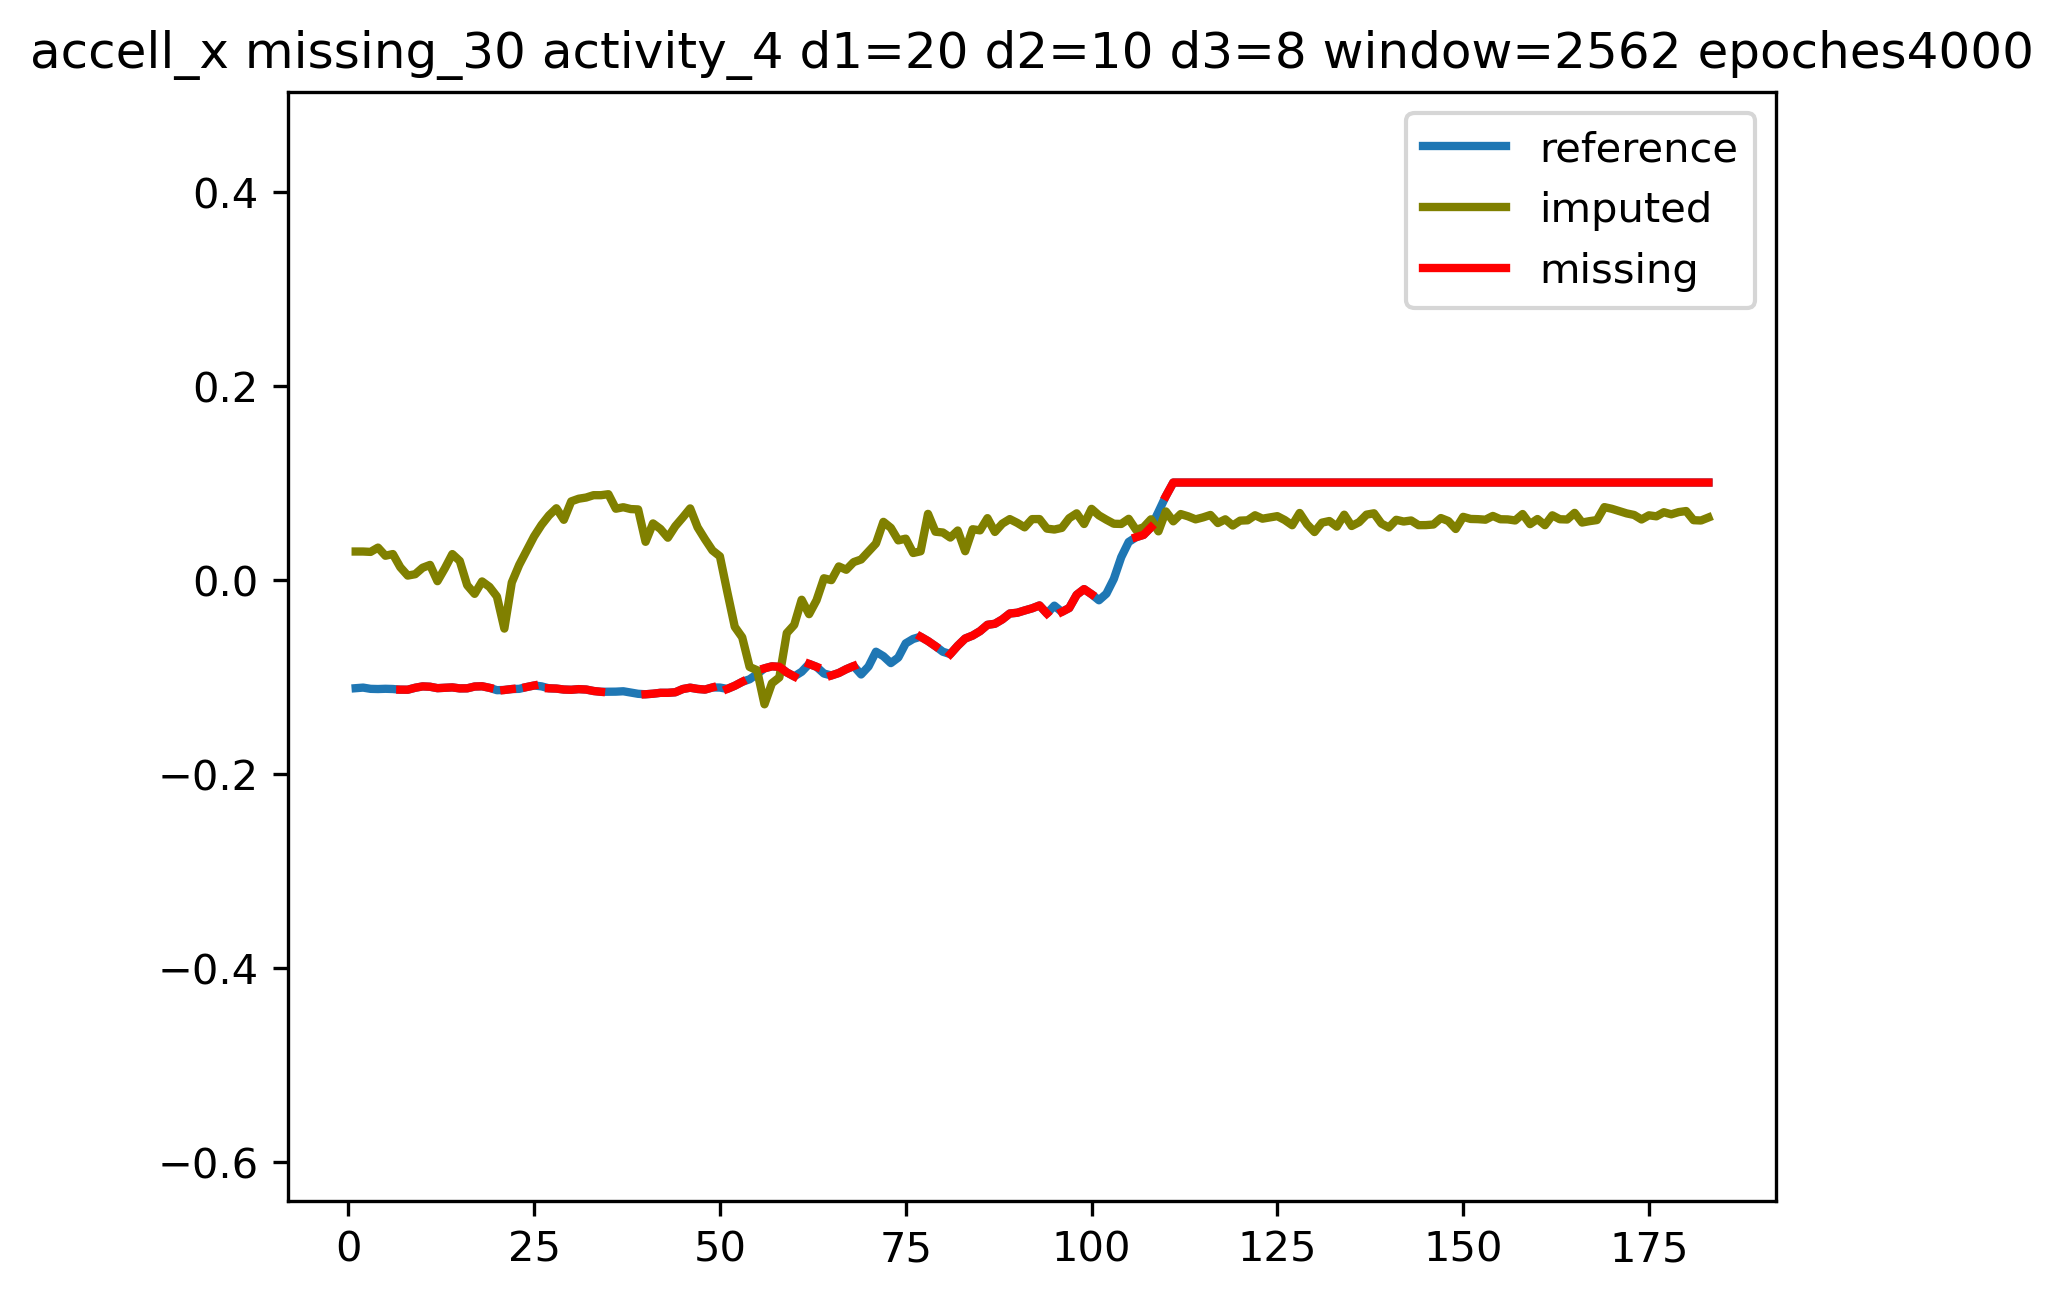 accell_x missing_30 activity_4 d1=20 d2=10 d3=8 window=2562 epoches4000
reference
imputed
missing
0.4
0.2
0.0
−0.2
−0.4
−0.6
0 25 50 75 100 125 150 175